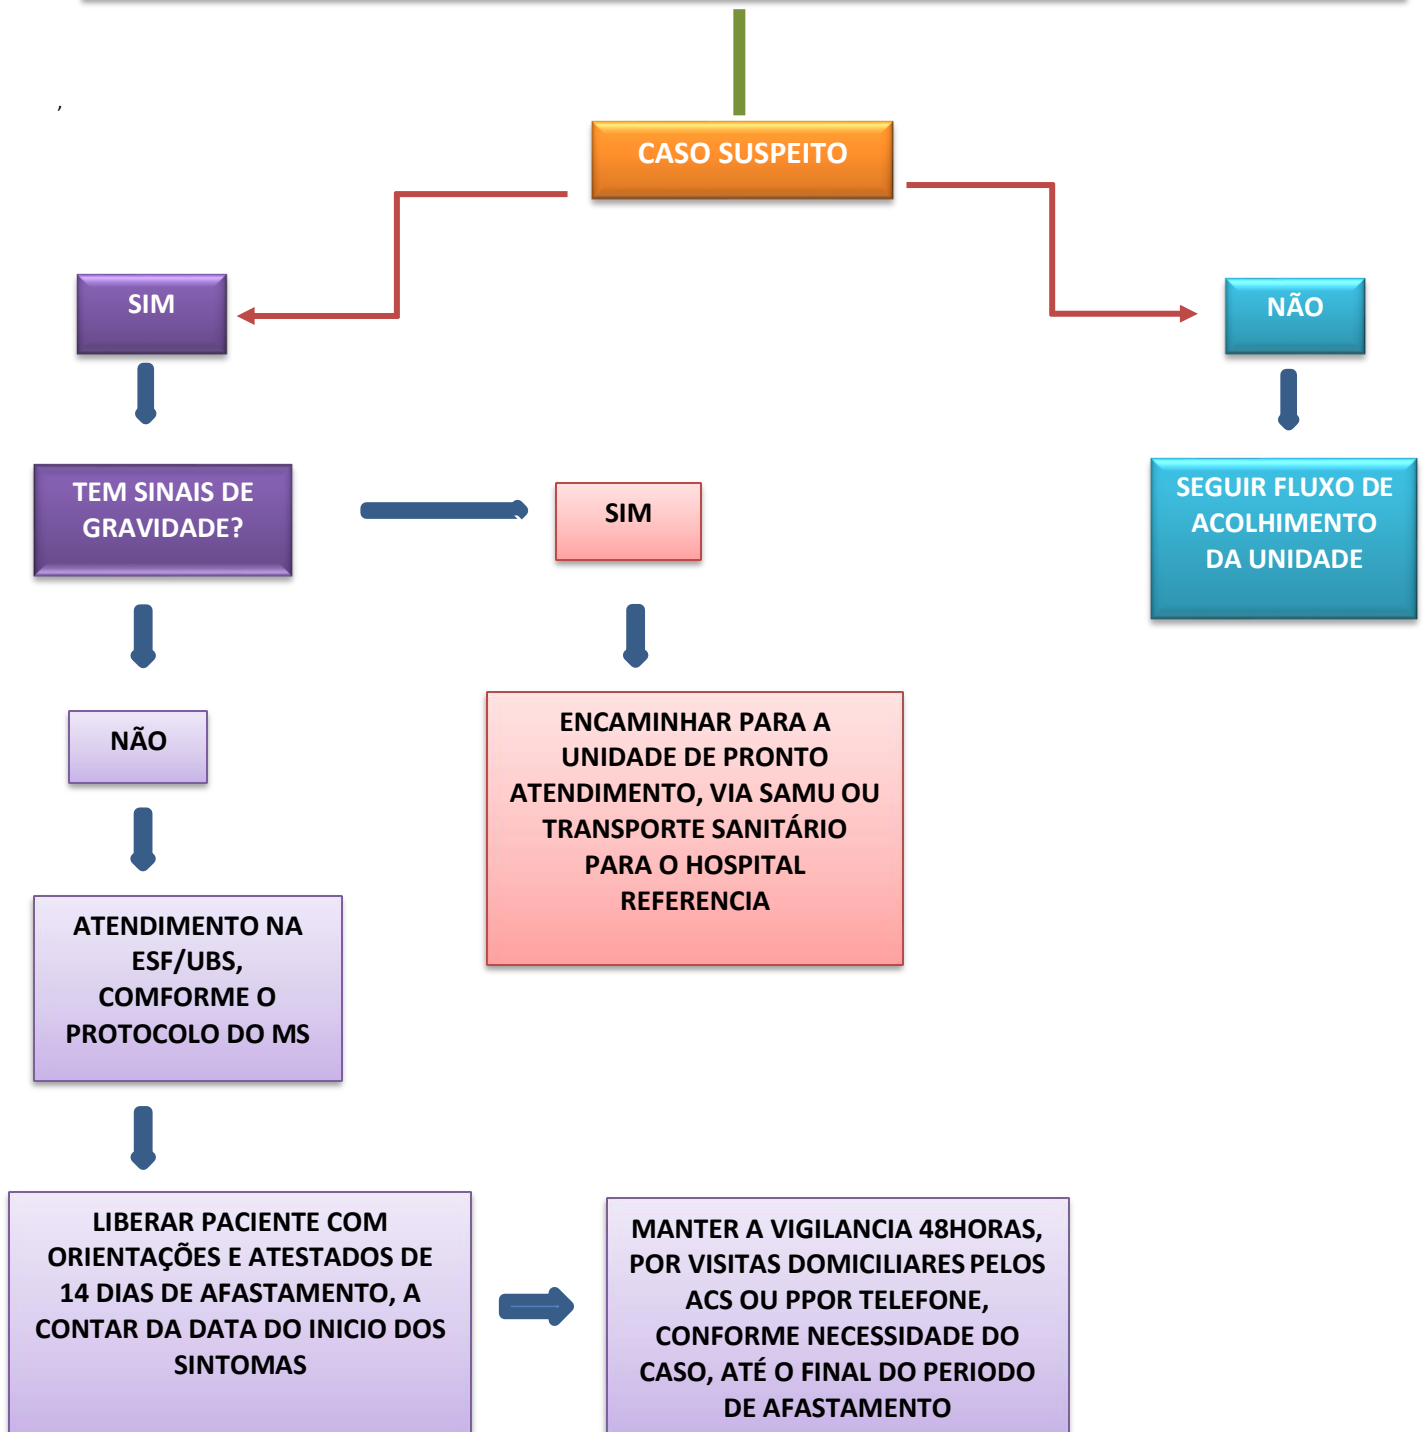 ,
CASO SUSPEITO
SIM
NÃO
TEM SINAIS DE
GRAVIDADE?
SIM
SEGUIR FLUXO DE
ACOLHIMENTO
DA UNIDADE
NÃO
ENCAMINHAR PARA A
UNIDADE DE PRONTO
ATENDIMENTO, VIA SAMU OU
TRANSPORTE SANITÁRIO
PARA O HOSPITAL
REFERENCIA
ATENDIMENTO NA
ESF/UBS,
COMFORME O
PROTOCOLO DO MS
LIBERAR PACIENTE COM
ORIENTAÇÕES E ATESTADOS DE
14 DIAS DE AFASTAMENTO, A
CONTAR DA DATA DO INICIO DOS
SINTOMAS
MANTER A VIGILANCIA 48HORAS,
POR VISITAS DOMICILIARES PELOS
ACS OU PPOR TELEFONE,
CONFORME NECESSIDADE DO
CASO, ATÉ O FINAL DO PERIODO
DE AFASTAMENTO